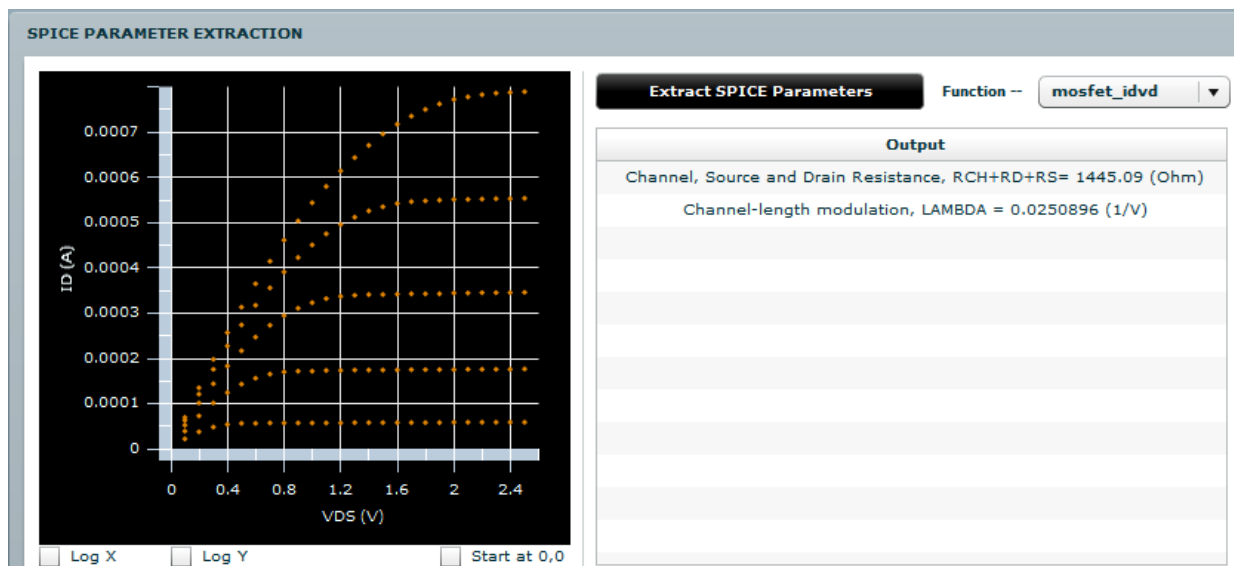 SPICE PARAMETER EXTRACTION
0.0007
0.0006
0.0005
0.0004
0.0003
0.0002
0.0001
0
ID (A)
0 0.4 0.8 1.2 1.6 2 2.4
VDS (V)
Log X Log Y Start at 0,0
Extract SPICE Parameters Function -- mosfet_idvd
Output
Channel, Source and Drain Resistance, RCH+RD+RS= 1445.09 (Ohm)
Channel-length modulation, LAMBDA = 0.0250896 (1/V)